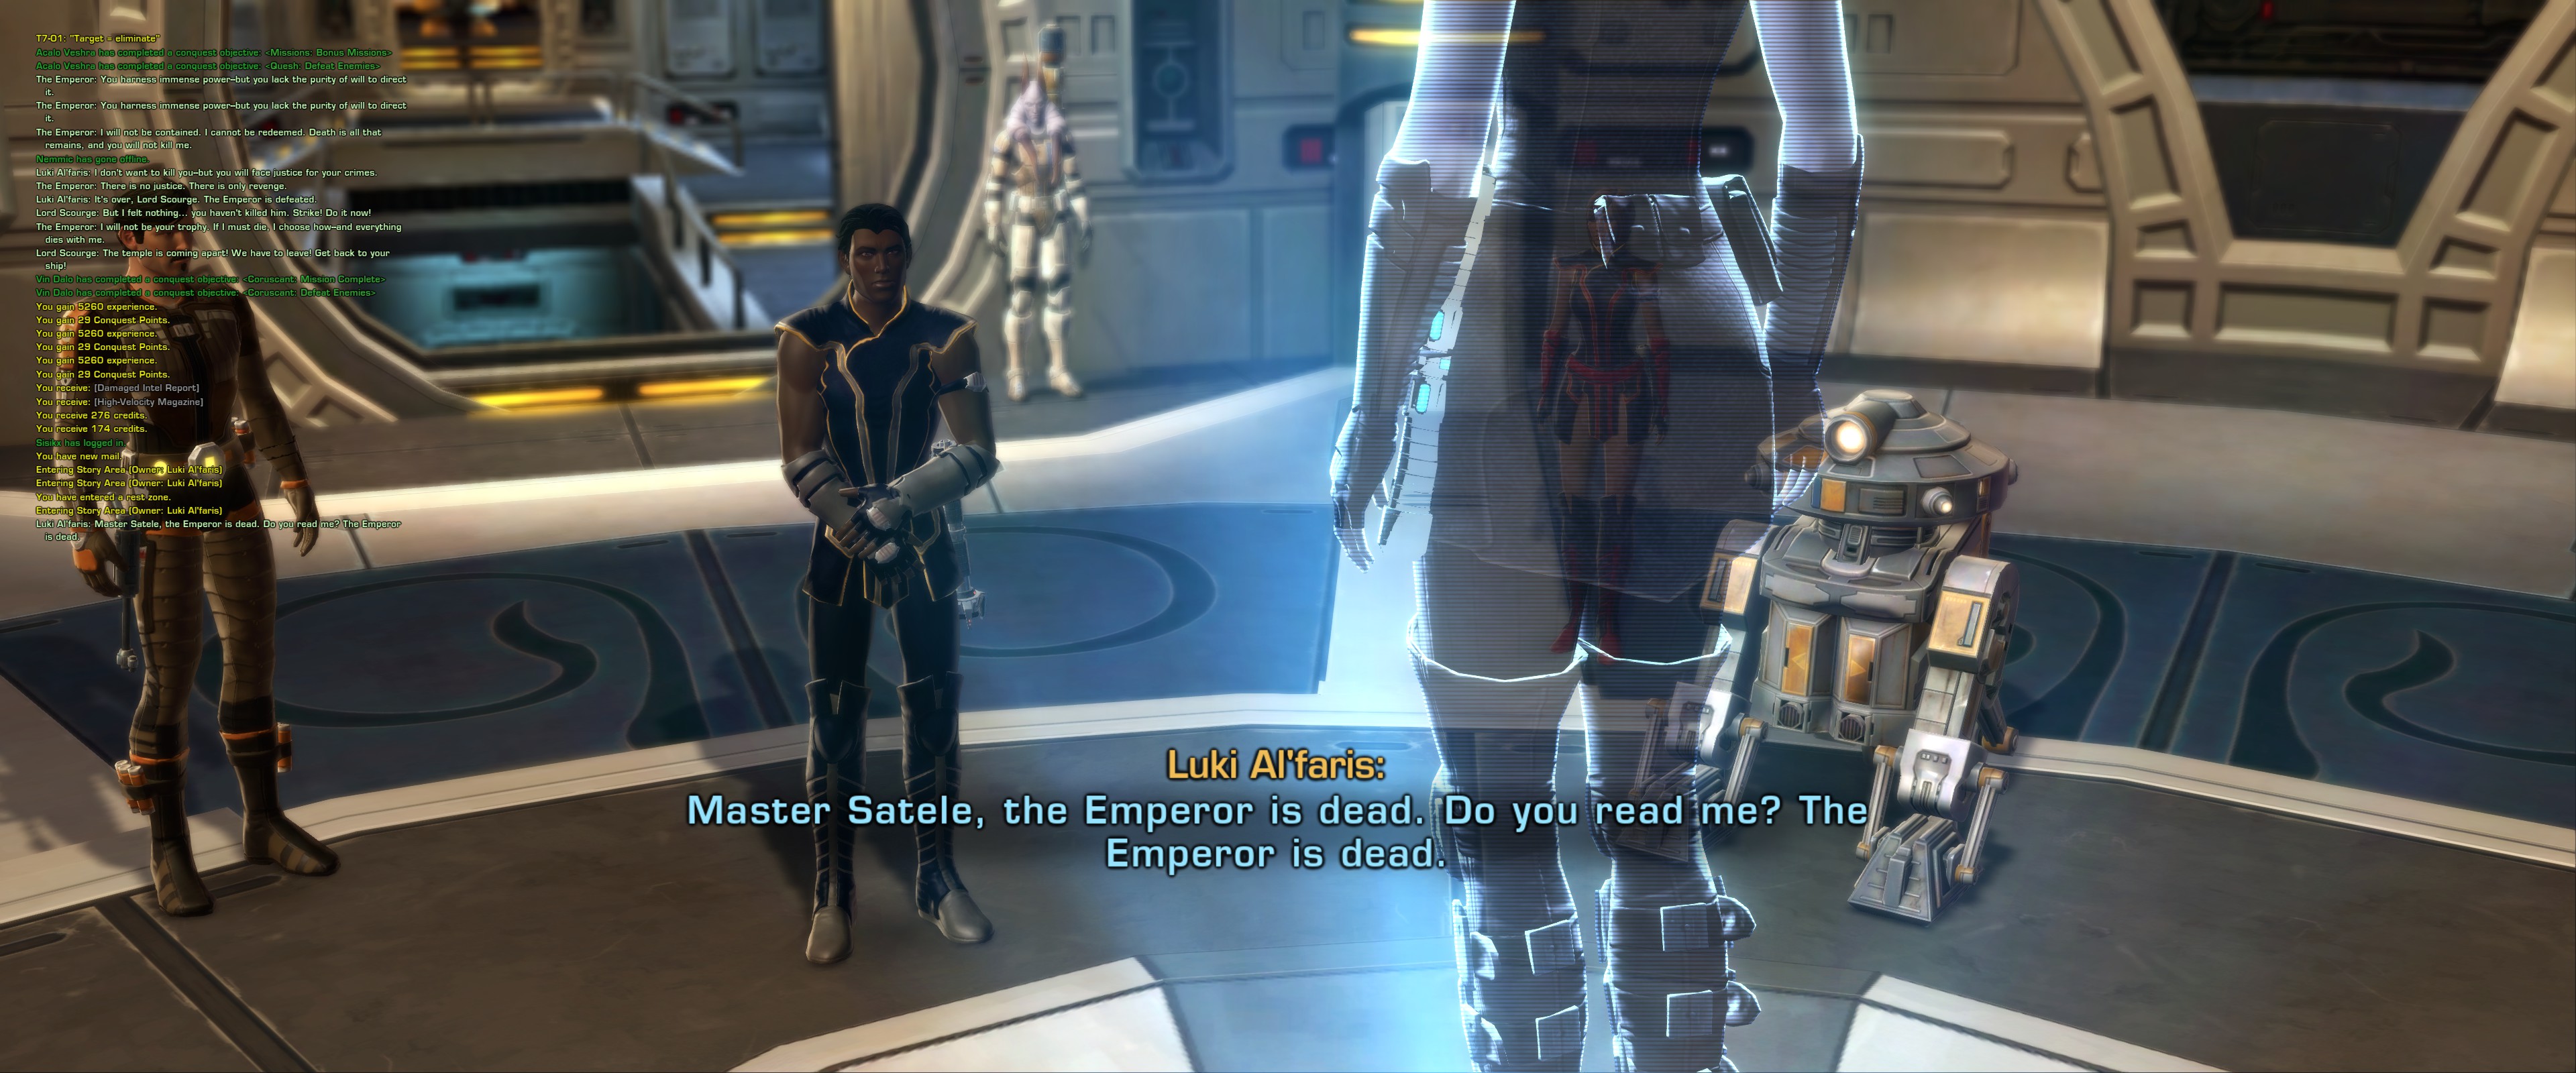 T7-01: "Target = eliminate"
Acalo Veshra has completed a conquest objective: <Missions: Bonus Missions>
Acalo Veshra has completed a conquest objective: <Quesh: Defeat Enemies>
The Emperor: You harness immense power—but you lack the purity of will to direct
it.
The Emperor: You harness immense power—but you lack the purity of will to direct
it.
The Emperor: I will not be contained. I cannot be redeemed. Death is all that
remains, and you will not kill me.
Nemmic has gone offline.
Luki Al'faris: I don't want to kill you—but you will face justice for your crimes.
The Emperor: There is no justice. There is only revenge.
Luki Al'faris: It's over, Lord Scourge. The Emperor is defeated.
Lord Scourge: But I felt nothing... you haven't killed him. Strike! Do it now!
The Emperor: I will not be your trophy. If I must die, I choose how—and everything
dies with me.
Lord Scourge: The temple is coming apart! We have to leave! Get back to your
ship!
Vin Dalo has completed a conquest objective: <Coruscant: Mission Complete>
Vin Dalo has completed a conquest objective: <Coruscant: Defeat Enemies>
You gain 5260 experience.
You gain 29 Conquest Points.
You gain 5260 experience.
You gain 29 Conquest Points.
You gain 5260 experience.
You gain 29 Conquest Points.
You receive: [Damaged Intel Report]
You receive: [High-Velocity Magazine]
You receive 276 credits.
You receive 174 credits.
Sisikx has logged in.
You have new mail.
Entering Story Area (Owner: Luki Al'faris)
Entering Story Area (Owner: Luki Al'faris)
You have entered a rest zone.
Entering Story Area (Owner: Luki Al'faris)
Luki Al'faris: Master Satele, the Emperor is dead. Do you read me? The Emperor
is dead.
Luki Al'faris:
Master Satele, the Emperor is dead. Do you read me? The
Emperor is dead.